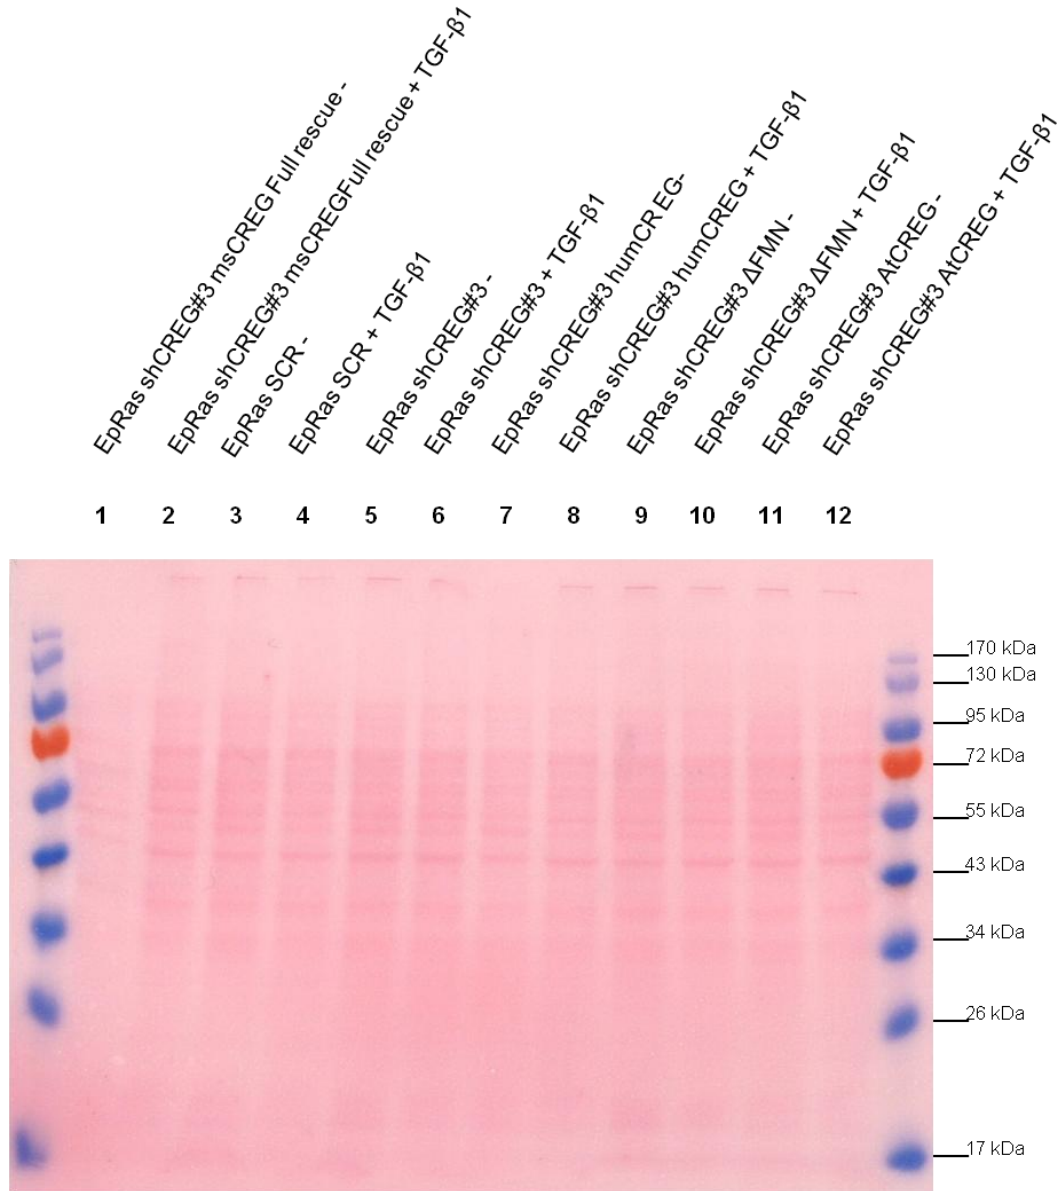 EpRas shCREG#3 msCREG Full rescue -
EpRas shCREG#3 msCREGFull rescue + TGF-β1
EpRas SCR -
EpRas SCR + TGF-β1
EpRas shCREG#3 -
EpRas shCREG#3 + TGF-β1
EpRas shCREG#3 humCR EG-
EpRas shCREG#3 humCREG + TGF-β1
EpRas shCREG#3 ΔFMN -
EpRas shCREG#3 ΔFMN + TGF-β1
EpRas shCREG#3 AtCREG -
EpRas shCREG#3 AtCREG + TGF-β1
1 2 3 4 5 6 7 8 9 10 11 12
170 kDa
130 kDa
95 kDa
72 kDa
55 kDa
43 kDa
34 kDa
26 kDa
17 kDa